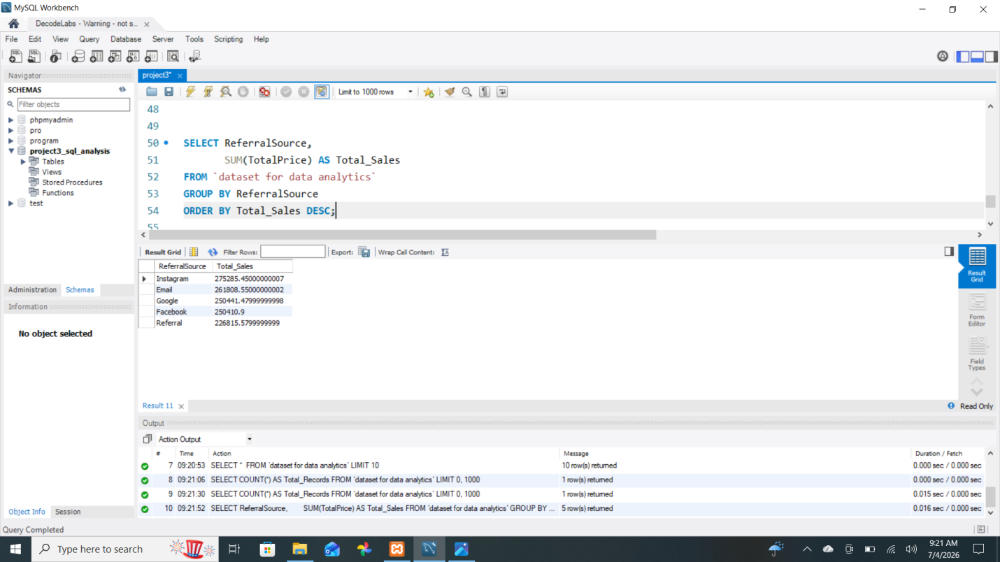 MySQL Workbench
DecodeLabs - Warning - not s...
File Edit View Query Database Server Tools Scripting Help
Navigator
SCHEMAS
Filter objects
phpmyadmin
pro
program
project3_sql_analysis
Tables
Views
Stored Procedures
Functions
test
Administration Schemas
Information
No object selected
Object Info Session
project3*
Limit to 1000 rows
48
49
50 SELECT ReferralSource,
51 SUM(TotalPrice) AS Total_Sales
52 FROM `dataset for data analytics`
53 GROUP BY ReferralSource
54 ORDER BY Total_Sales DESC;
55
Result Grid Filter Rows: Export: Wrap Cell Content:
ReferralSource Total_Sales
Instagram 275285.45000000007
Email 261808.55000000002
Google 250441.47999999998
Facebook 250410.9
Referral 226815.5799999999
Result Grid
Form Editor
Field Types
Result 11
Read Only
Output
Action Output
# Time Action Message Duration / Fetch
7 09:20:53 SELECT * FROM `dataset for data analytics` LIMIT 10 10 row(s) returned 0.000 sec / 0.000 sec
8 09:21:06 SELECT COUNT(*) AS Total_Records FROM `dataset for data analytics` LIMIT 0, 1000 1 row(s) returned 0.000 sec / 0.000 sec
9 09:21:30 SELECT COUNT(*) AS Total_Records FROM `dataset for data analytics` LIMIT 0, 1000 1 row(s) returned 0.015 sec / 0.000 sec
10 09:21:52 SELECT ReferralSource, SUM(TotalPrice) AS Total_Sales FROM `dataset for data analytics` GROUP BY ... 5 row(s) returned 0.016 sec / 0.000 sec
Query Completed
Type here to search
9:21 AM
7/4/2026